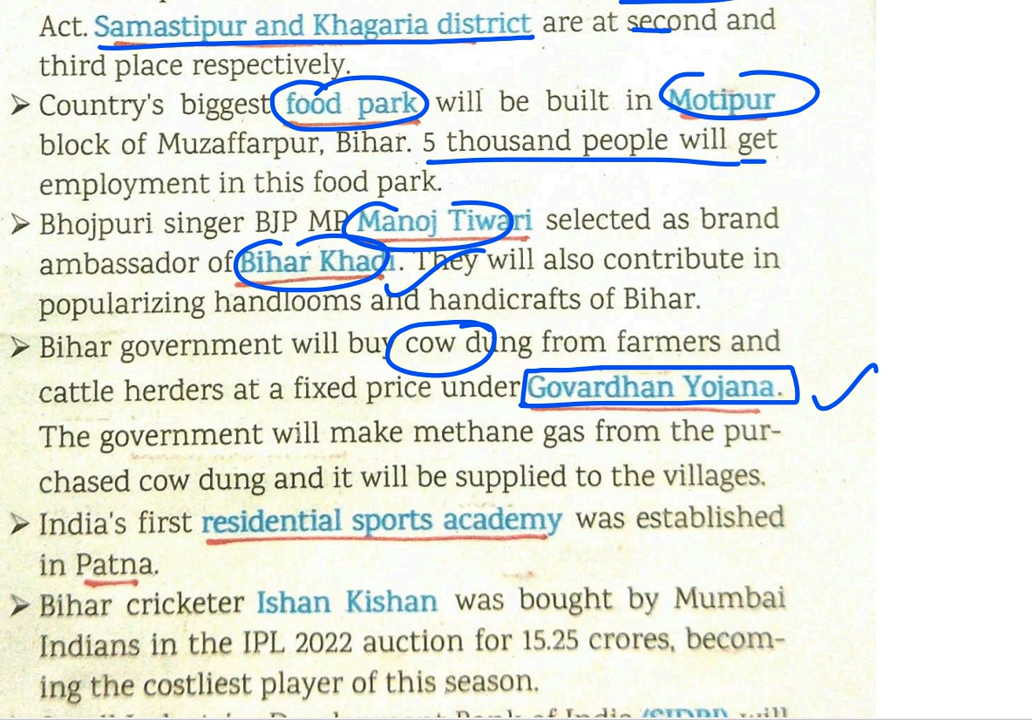 Act. Samastipur and Khagaria district are at second and
third place respectively.
➤ Country's biggest food park will be built in Motipur
block of Muzaffarpur, Bihar. 5 thousand people will get
employment in this food park.
➤ Bhojpuri singer BJP MP Manoj Tiwari selected as brand
ambassador of Bihar Khadi. They will also contribute in
popularizing handlooms and handicrafts of Bihar.
➤ Bihar government will buy cow dung from farmers and
cattle herders at a fixed price under Govardhan Yojana.
The government will make methane gas from the pur-
chased cow dung and it will be supplied to the villages.
➤ India's first residential sports academy was established
in Patna.
➤ Bihar cricketer Ishan Kishan was bought by Mumbai
Indians in the IPL 2022 auction for 15.25 crores, becom-
ing the costliest player of this season.